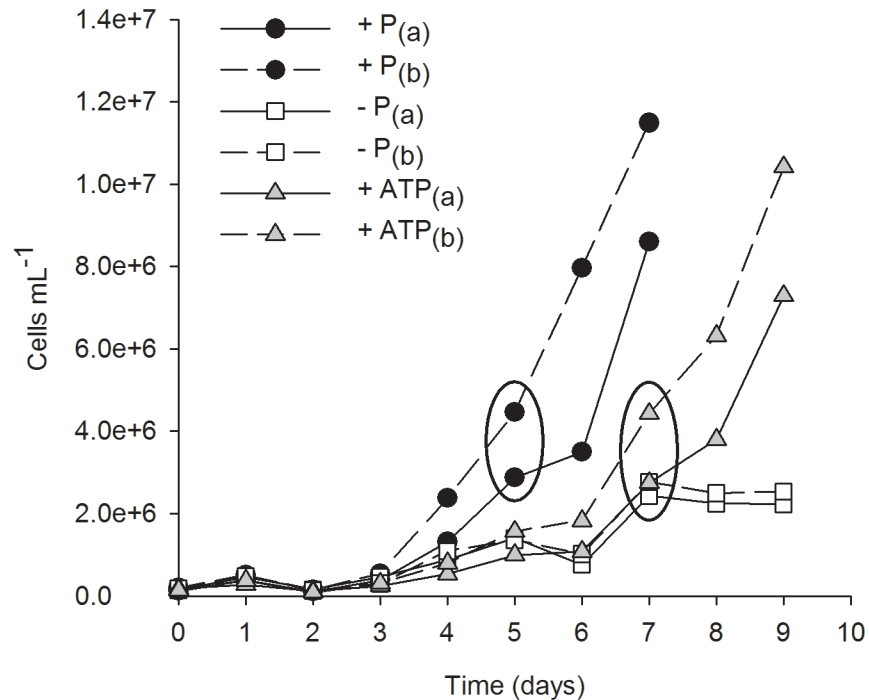 1.4e+7
1.2e+7
1.0e+7
8.0e+6
6.0e+6
4.0e+6
2.0e+6
0.0
Cells mL-1
+ P(a)
+ P(b)
- P(a)
- P(b)
+ ATP(a)
+ ATP(b)
0 1 2 3 4 5 6 7 8 9 10
Time (days)